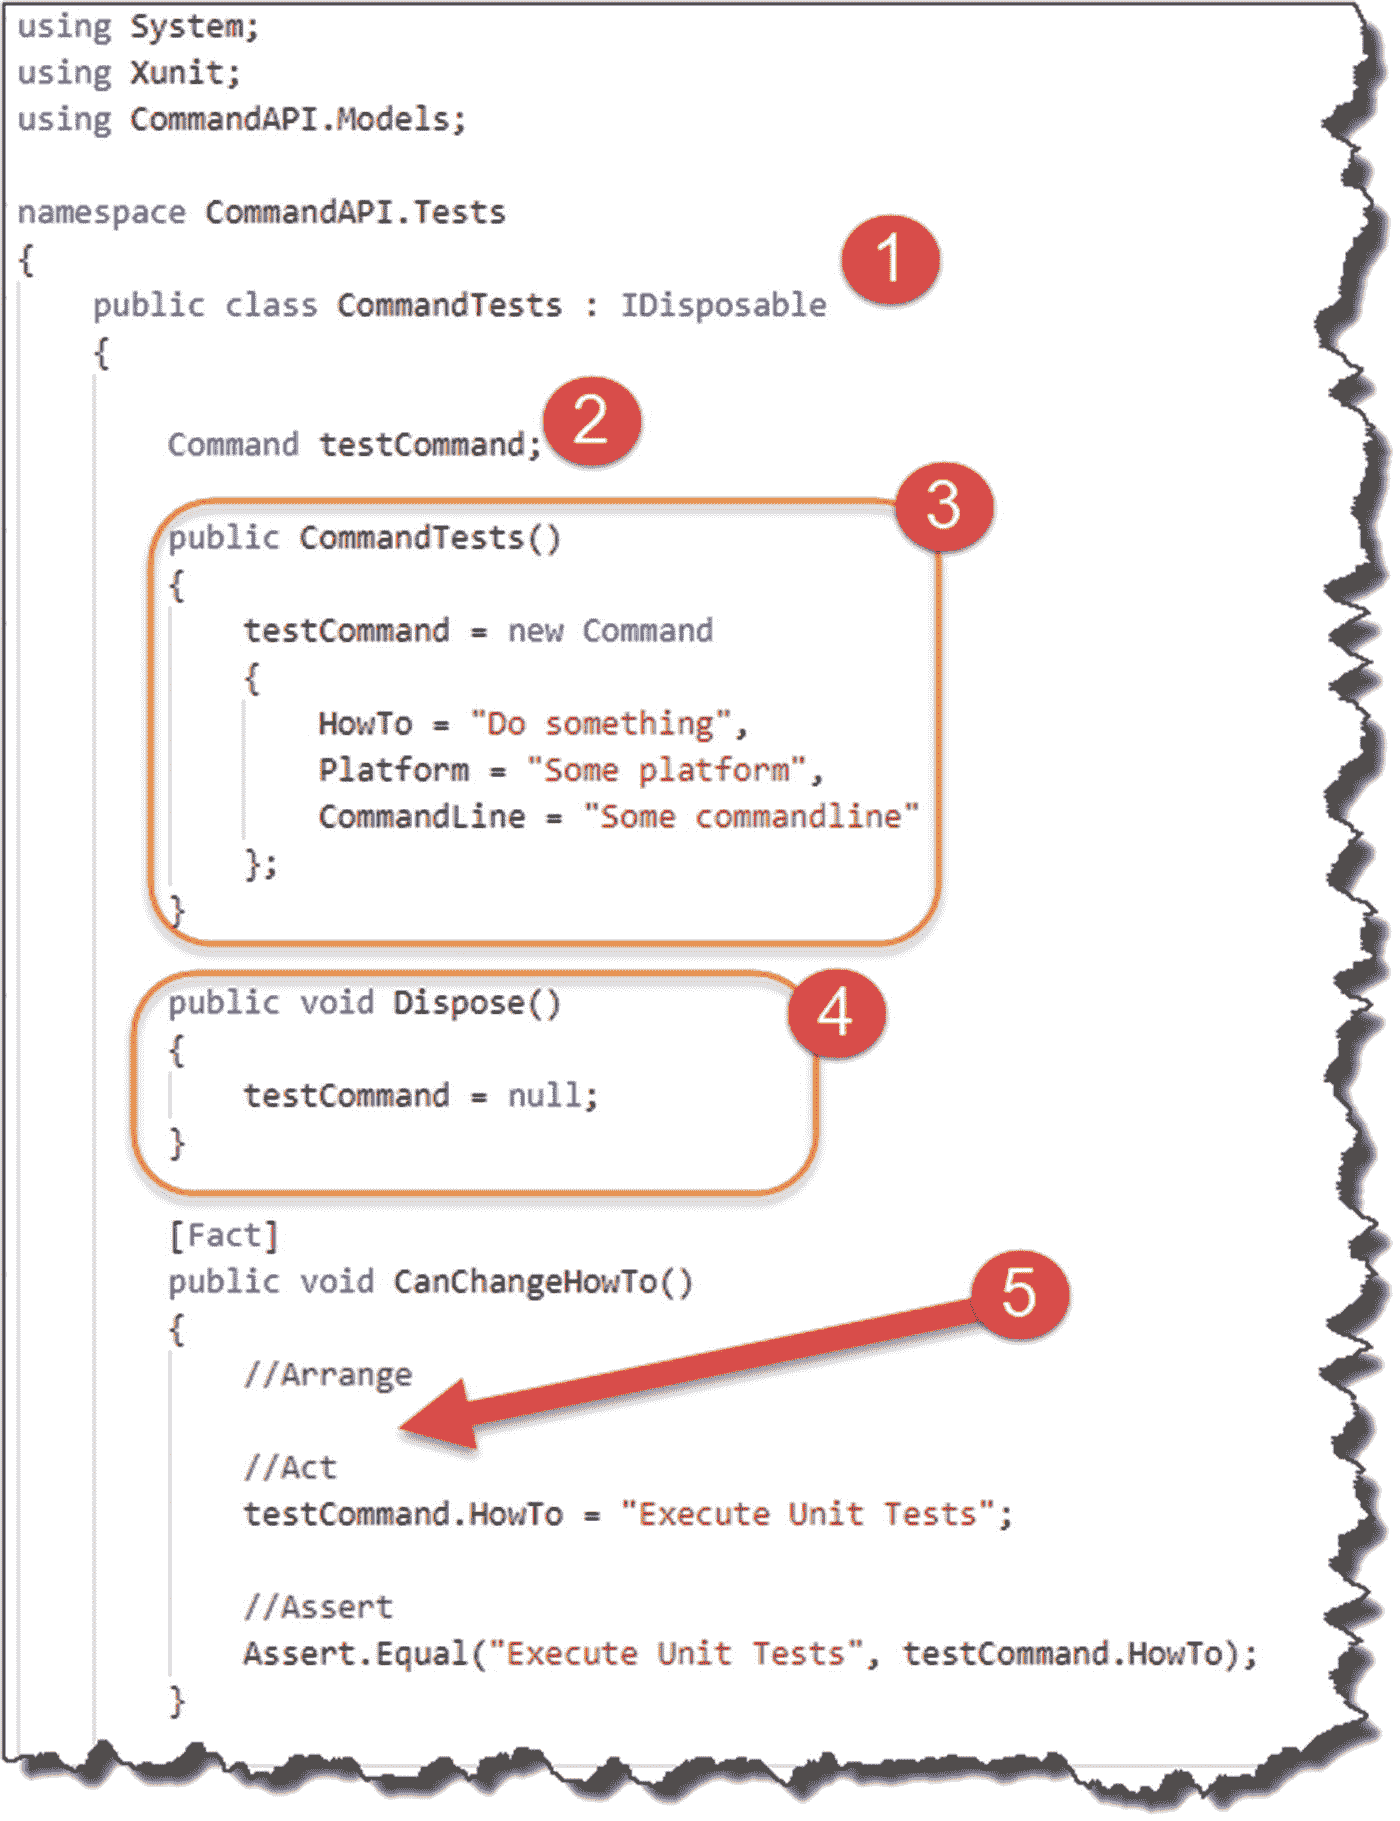 using System;
using Xunit;
using CommandAPI.Models;
namespace CommandAPI.Tests
{
1
public class CommandTests : IDisposable
{
2
Command testCommand;
3
public CommandTests()
{
testCommand = new Command
{
HowTo = "Do something",
Platform = "Some platform",
CommandLine = "Some commandline"
};
}
4
public void Dispose()
{
testCommand = null;
}
[Fact]
public void CanChangeHowTo()
5
{
//Arrange
//Act
testCommand.HowTo = "Execute Unit Tests";
//Assert
Assert.Equal("Execute Unit Tests", testCommand.HowTo);
}